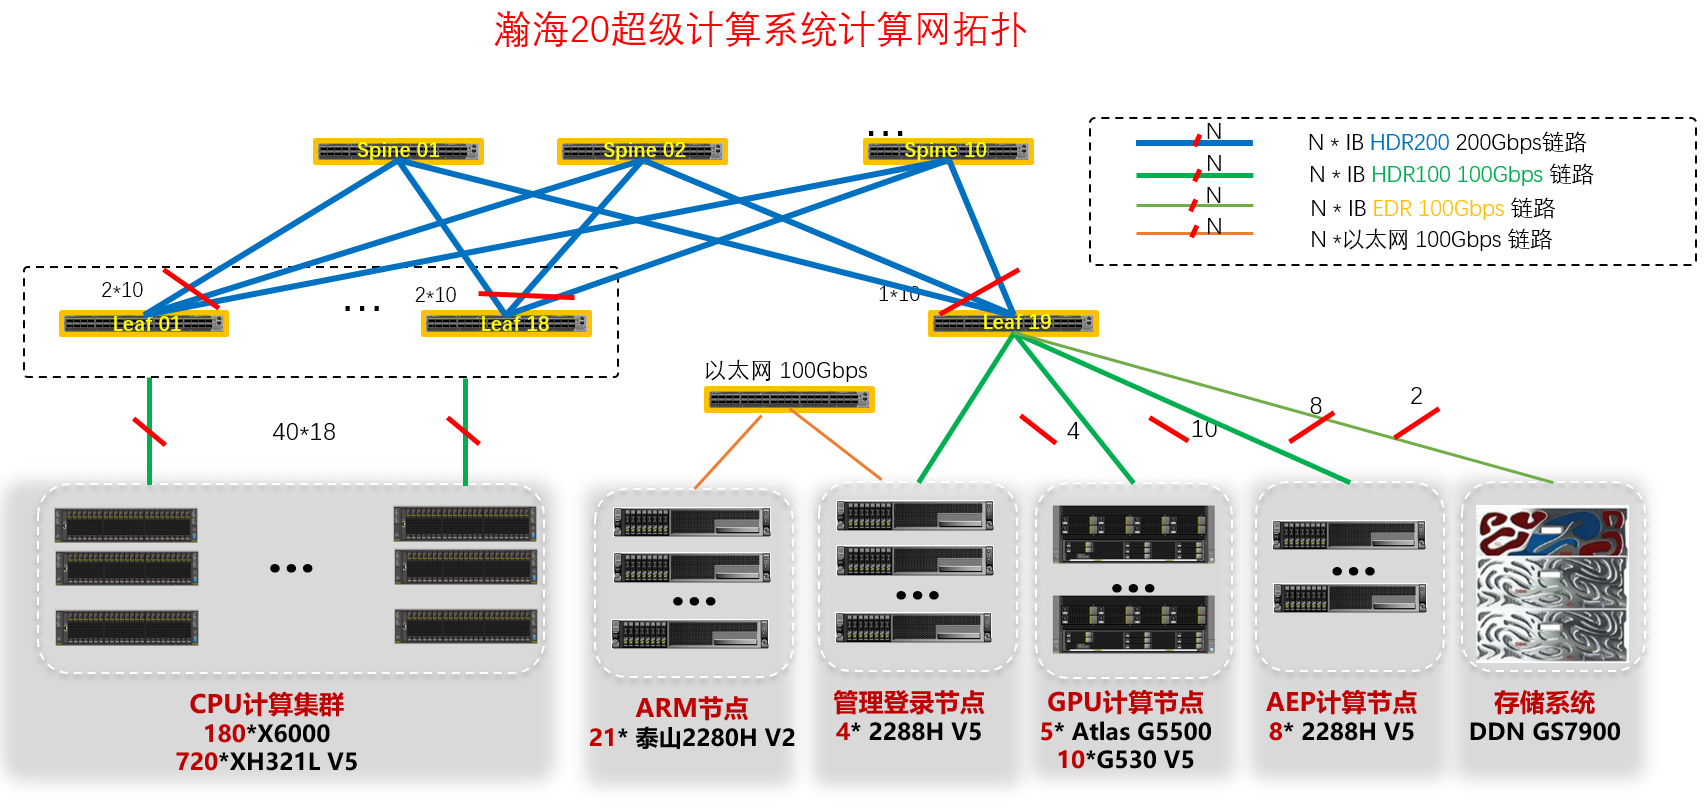 瀚海20超级计算系统计算网拓扑
...
Spine 01
Spine 02
Spine 10
N
N * IB HDR200 200Gbps链路
N
N * IB HDR100 100Gbps 链路
N
N * IB EDR 100Gbps 链路
N
N *以太网 100Gbps 链路
2*10
...
2*10
1*10
Leaf 01
Leaf 18
Leaf 19
以太网 100Gbps
40*18
4
10
8
2
...
...
...
...
...
CPU计算集群
180*X6000
720*XH321L V5
ARM节点
21* 泰山2280H V2
管理登录节点
4* 2288H V5
GPU计算节点
5* Atlas G5500
10*G530 V5
AEP计算节点
8* 2288H V5
存储系统
DDN GS7900